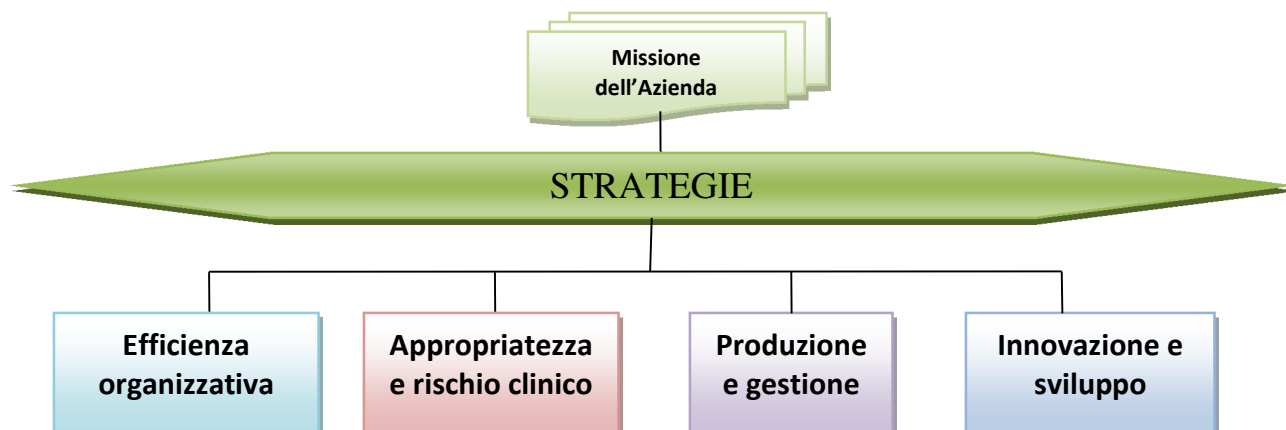 Missione
dell’Azienda
STRATEGIE
Efficienza
organizzativa
Appropriatezza
e rischio clinico
Produzione
e gestione
Innovazione e
sviluppo